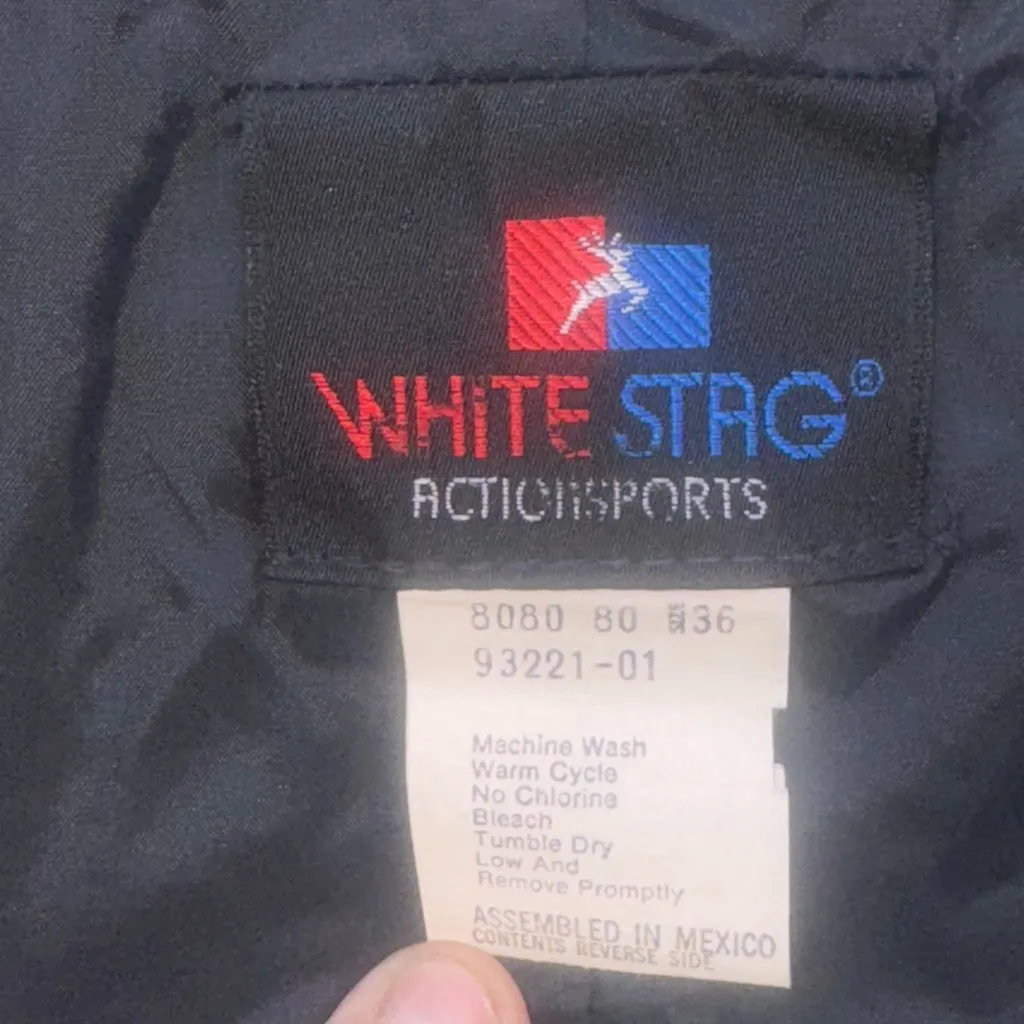 WHITE STAG®
ACTIONSPORTS
8080 80 SIZE 36
93221-01
Machine Wash
Warm Cycle
No Chlorine
Bleach
Tumble Dry
Low And
Remove Promptly
ASSEMBLED IN MEXICO
CONTENTS REVERSE SIDE